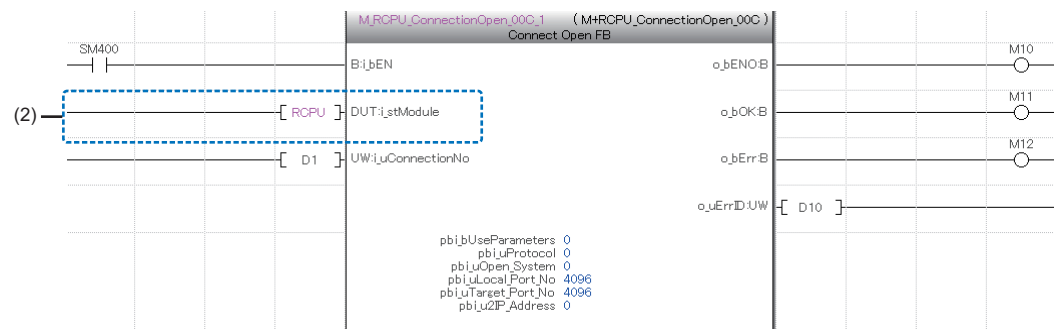 M_RCPU_ConnectionOpen_00C_1 ( M+RCPU_ConnectionOpen_00C )
Connect Open FB
SM400
B:i_bEN
o_bENO:B
M10
(2)
RCPU
DUT:i_stModule
o_bOK:B
M11
D1
UW:i_uConnectionNo
o_bErr:B
M12
o_uErrID:UW
D10
pbi_bUseParameters 0
pbi_uProtocol 0
pbi_uOpen_System 0
pbi_uLocal_Port_No 4096
pbi_uTarget_Port_No 4096
pbi_u2IP_Address 0